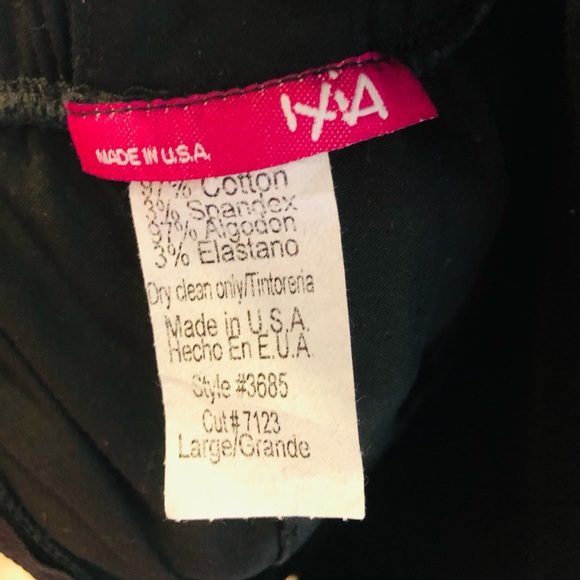 IXIA
MADE IN U.S.A.
97% Cotton
3% Spandex
97% Algodon
3% Elastano
Dry clean only/Tintoreria
Made in U.S.A.
Hecho En E.U.A.
Style #3685
Cut# 7123
Large/Grande